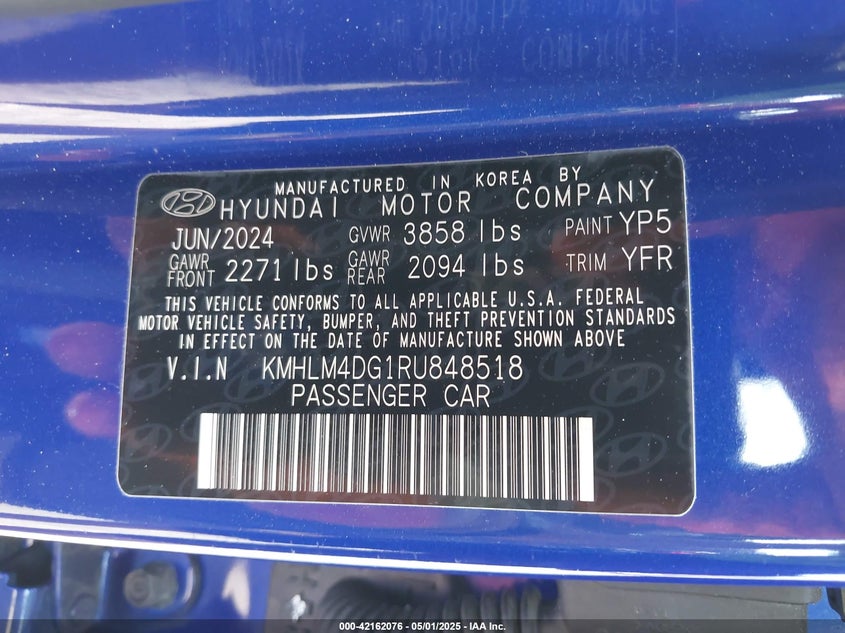 MANUFACTURED IN KOREA BY
HYUNDAI MOTOR COMPANY
JUN/2024 GVWR 3858 lbs PAINT YP5
GAWR FRONT 2271 lbs GAWR REAR 2094 lbs TRIM YFR
THIS VEHICLE CONFORMS TO ALL APPLICABLE U.S.A. FEDERAL
MOTOR VEHICLE SAFETY, BUMPER, AND THEFT PREVENTION STANDARDS
IN EFFECT ON THE DATE OF MANUFACTURE SHOWN ABOVE
V.I.N KMHLM4DG1RU848518
PASSENGER CAR
000-42162076 - 05/01/2025 - IAA Inc.